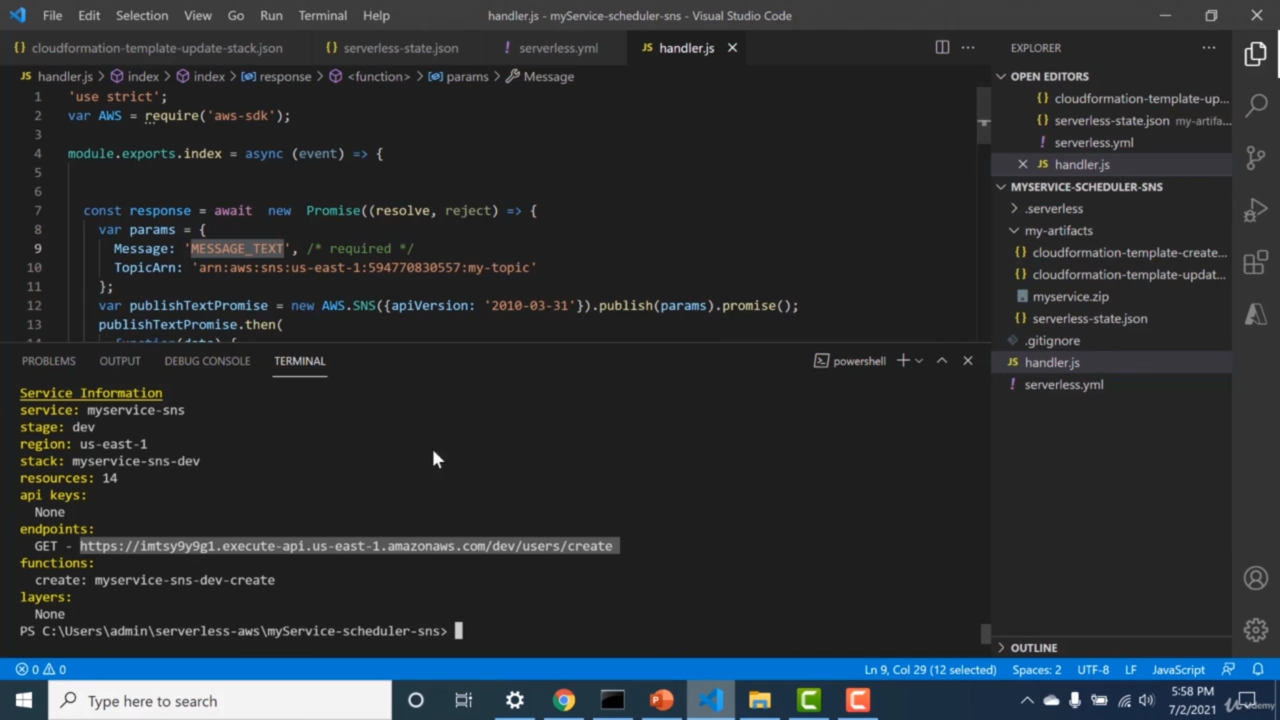 File Edit Selection View Go Run Terminal Help handler.js - myService-scheduler-sns - Visual Studio Code
cloudformation-template-update-stack.json serverless-state.json serverless.yml handler.js
handler.js > index > index > response > <function> > params > Message
1 'use strict';
2 var AWS = require('aws-sdk');
3
4 module.exports.index = async (event) => {
5
6
7 const response = await new Promise((resolve, reject) => {
8 var params = {
9 Message: 'MESSAGE_TEXT', /* required */
10 TopicArn: 'arn:aws:sns:us-east-1:594770830557:my-topic'
11 };
12 var publishTextPromise = new AWS.SNS({apiVersion: '2010-03-31'}).publish(params).promise();
13 publishTextPromise.then(
14 function(data) {
PROBLEMS OUTPUT DEBUG CONSOLE TERMINAL powershell
Service Information
service: myservice-sns
stage: dev
region: us-east-1
stack: myservice-sns-dev
resources: 14
api keys:
None
endpoints:
GET - https://imtsy9y9g1.execute-api.us-east-1.amazonaws.com/dev/users/create
functions:
create: myservice-sns-dev-create
layers:
None
PS C:\Users\admin\serverless-aws\myService-scheduler-sns>
EXPLORER
OPEN EDITORS
cloudformation-template-up...
serverless-state.json my-artifa...
serverless.yml
handler.js
MYSERVICE-SCHEDULER-SNS
.serverless
my-artifacts
cloudformation-template-create...
cloudformation-template-updat...
myservice.zip
serverless-state.json
.gitignore
handler.js
serverless.yml
OUTLINE
0 0 Ln 9, Col 29 (12 selected) Spaces: 2 UTF-8 LF JavaScript
Type here to search
5:58 PM
7/2/2021
Udemy